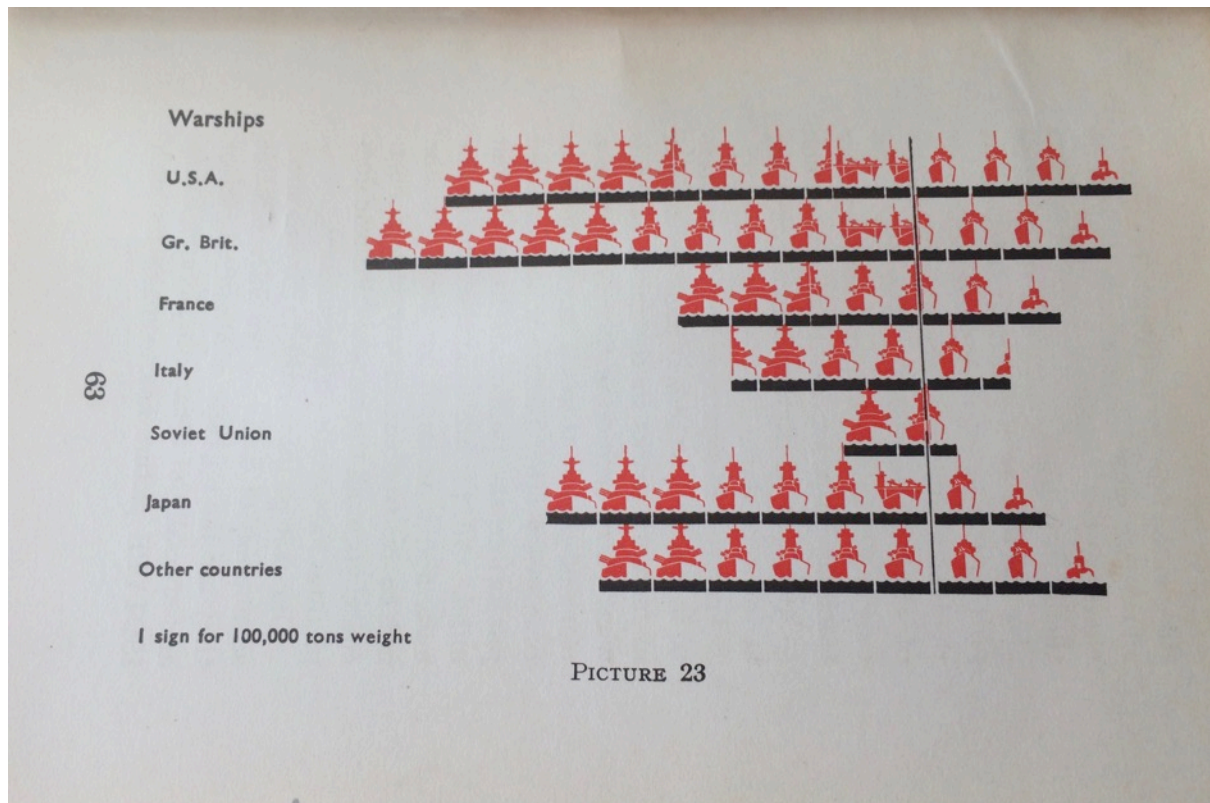 Warships
U.S.A.
Gr. Brit.
France
Italy
Soviet Union
Japan
Other countries
1 sign for 100,000 tons weight
PICTURE 23
63